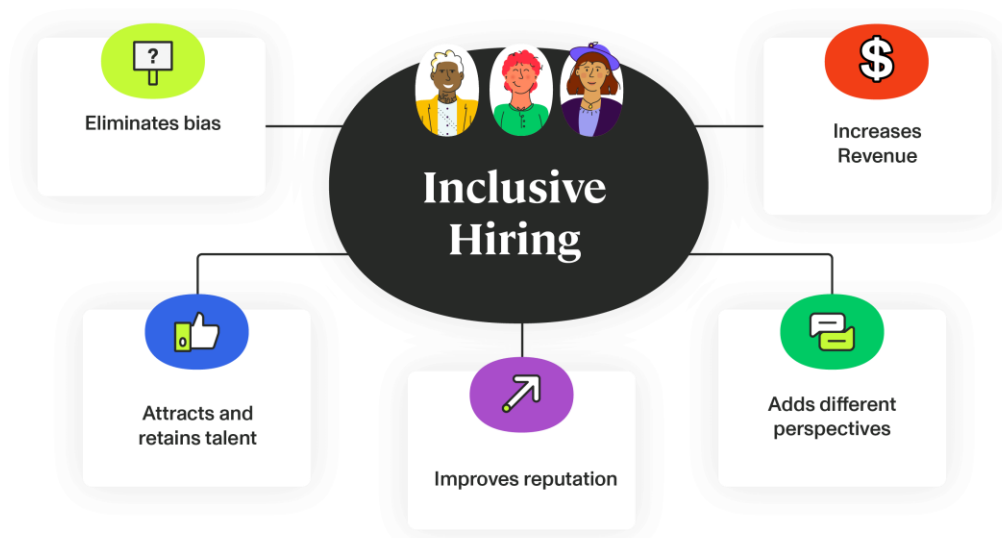 ?
Eliminates bias
Inclusive
Hiring
$
Increases
Revenue
Attracts and
retains talent
Improves reputation
Adds different
perspectives